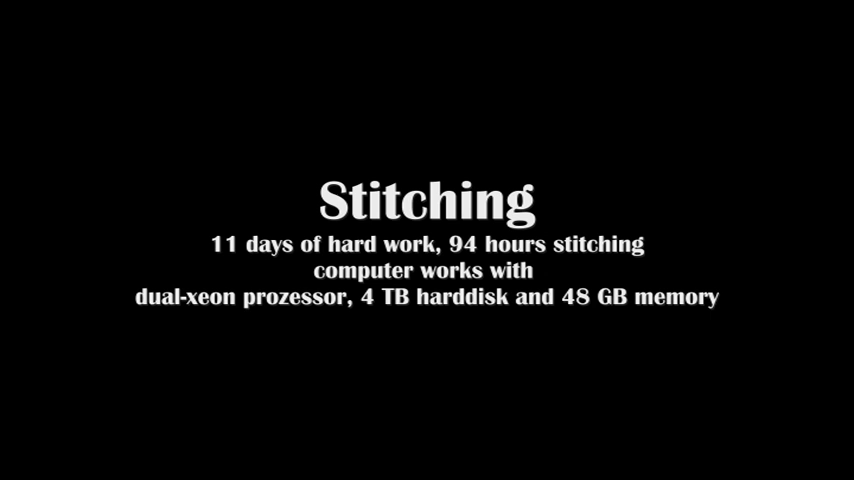 Stitching
11 days of hard work, 94 hours stitching
computer works with
dual-xeon prozessor, 4 TB harddisk and 48 GB memory